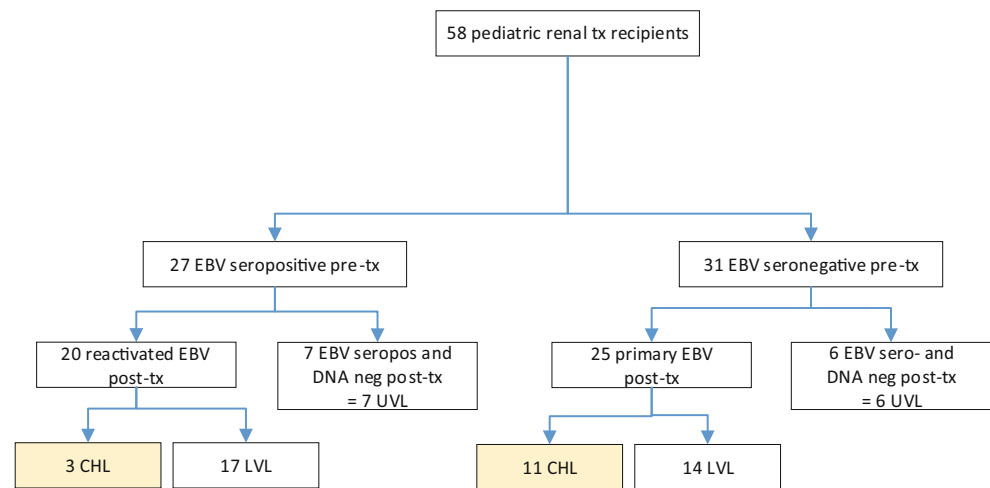 58 pediatric renal tx recipients
27 EBV seropositive pre-tx
31 EBV seronegative pre-tx
20 reactivated EBV
post-tx
7 EBV seropos and
DNA neg post-tx
= 7 UVL
25 primary EBV
post-tx
6 EBV sero- and
DNA neg post-tx
= 6 UVL
3 CHL
17 LVL
11 CHL
14 LVL